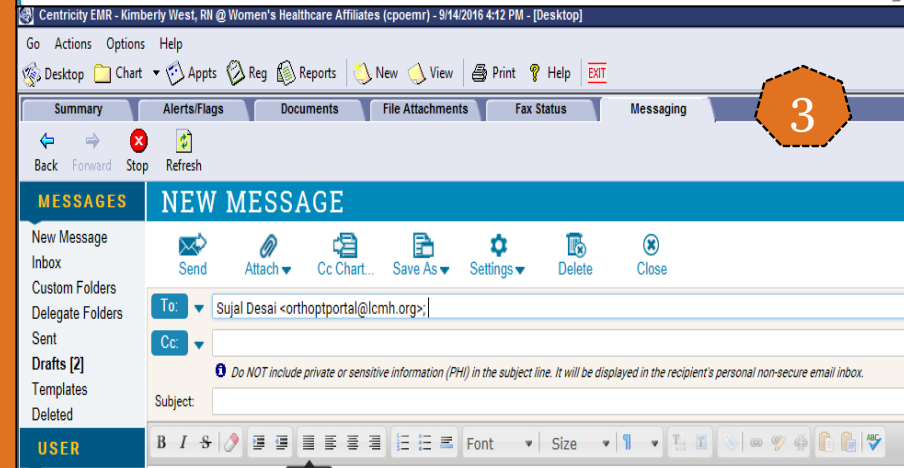 Centricity EMR - Kimberly West, RN @ Women's Healthcare Affiliates (cpoemr) - 9/14/2016 4:12 PM - [Desktop]
Go Actions Options Help
Desktop Chart Appts Reg Reports New View Print Help EXIT
Summary Alerts/Flags Documents File Attachments Fax Status Messaging
3
Back Forward Stop Refresh
MESSAGES NEW MESSAGE
New Message
Inbox
Custom Folders
Delegate Folders
Sent
Drafts [2]
Templates
Deleted
USER
Send Attach Cc Chart... Save As Settings Delete Close
To: Sujal Desai <orthoptportal@lcmh.org>;
Cc:
Do NOT include private or sensitive information (PHI) in the subject line. It will be displayed in the recipient's personal non-secure email inbox.
Subject:
B I S Font Size ¶ ABC